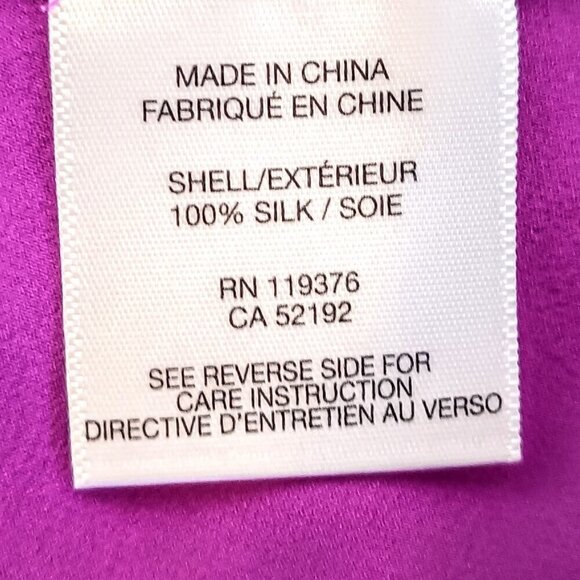 MADE IN CHINA
FABRIQUÉ EN CHINE
SHELL/EXTÉRIEUR
100% SILK / SOIE
RN 119376
CA 52192
SEE REVERSE SIDE FOR
CARE INSTRUCTION
DIRECTIVE D'ENTRETIEN AU VERSO